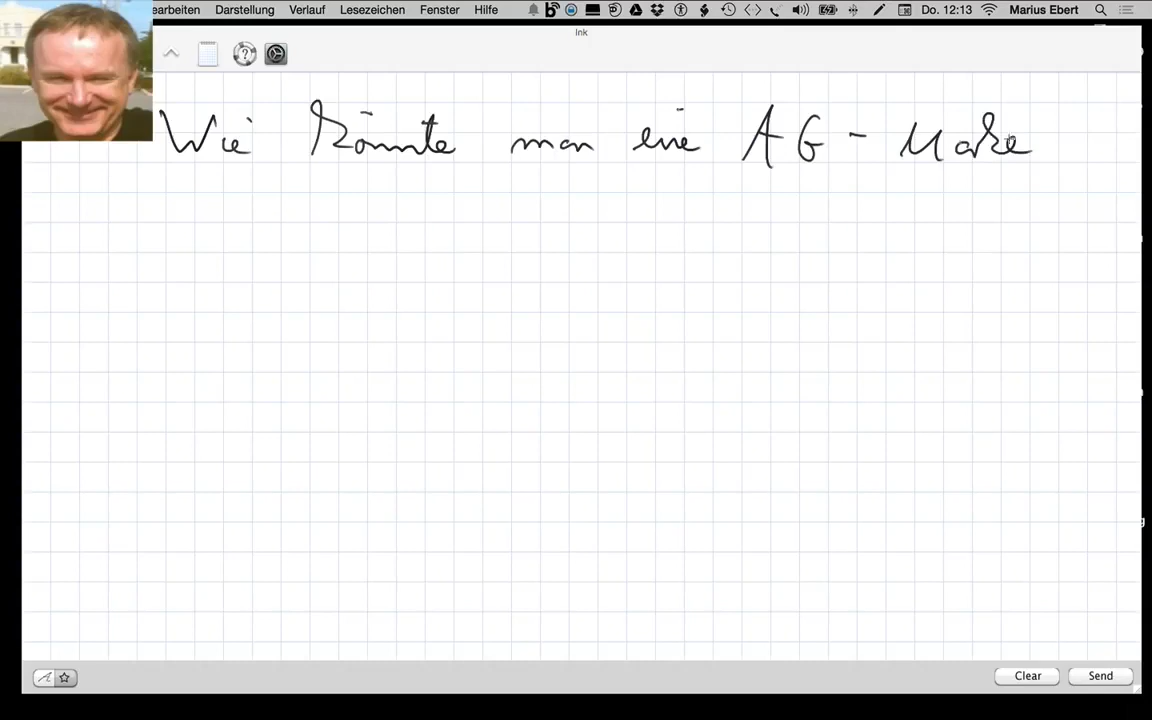 earbeiten Darstellung Verlauf Lesezeichen Fenster Hilfe Do. 12:13 Marius Ebert
Ink
Wie könnte man eine AG - Marke
Clear Send